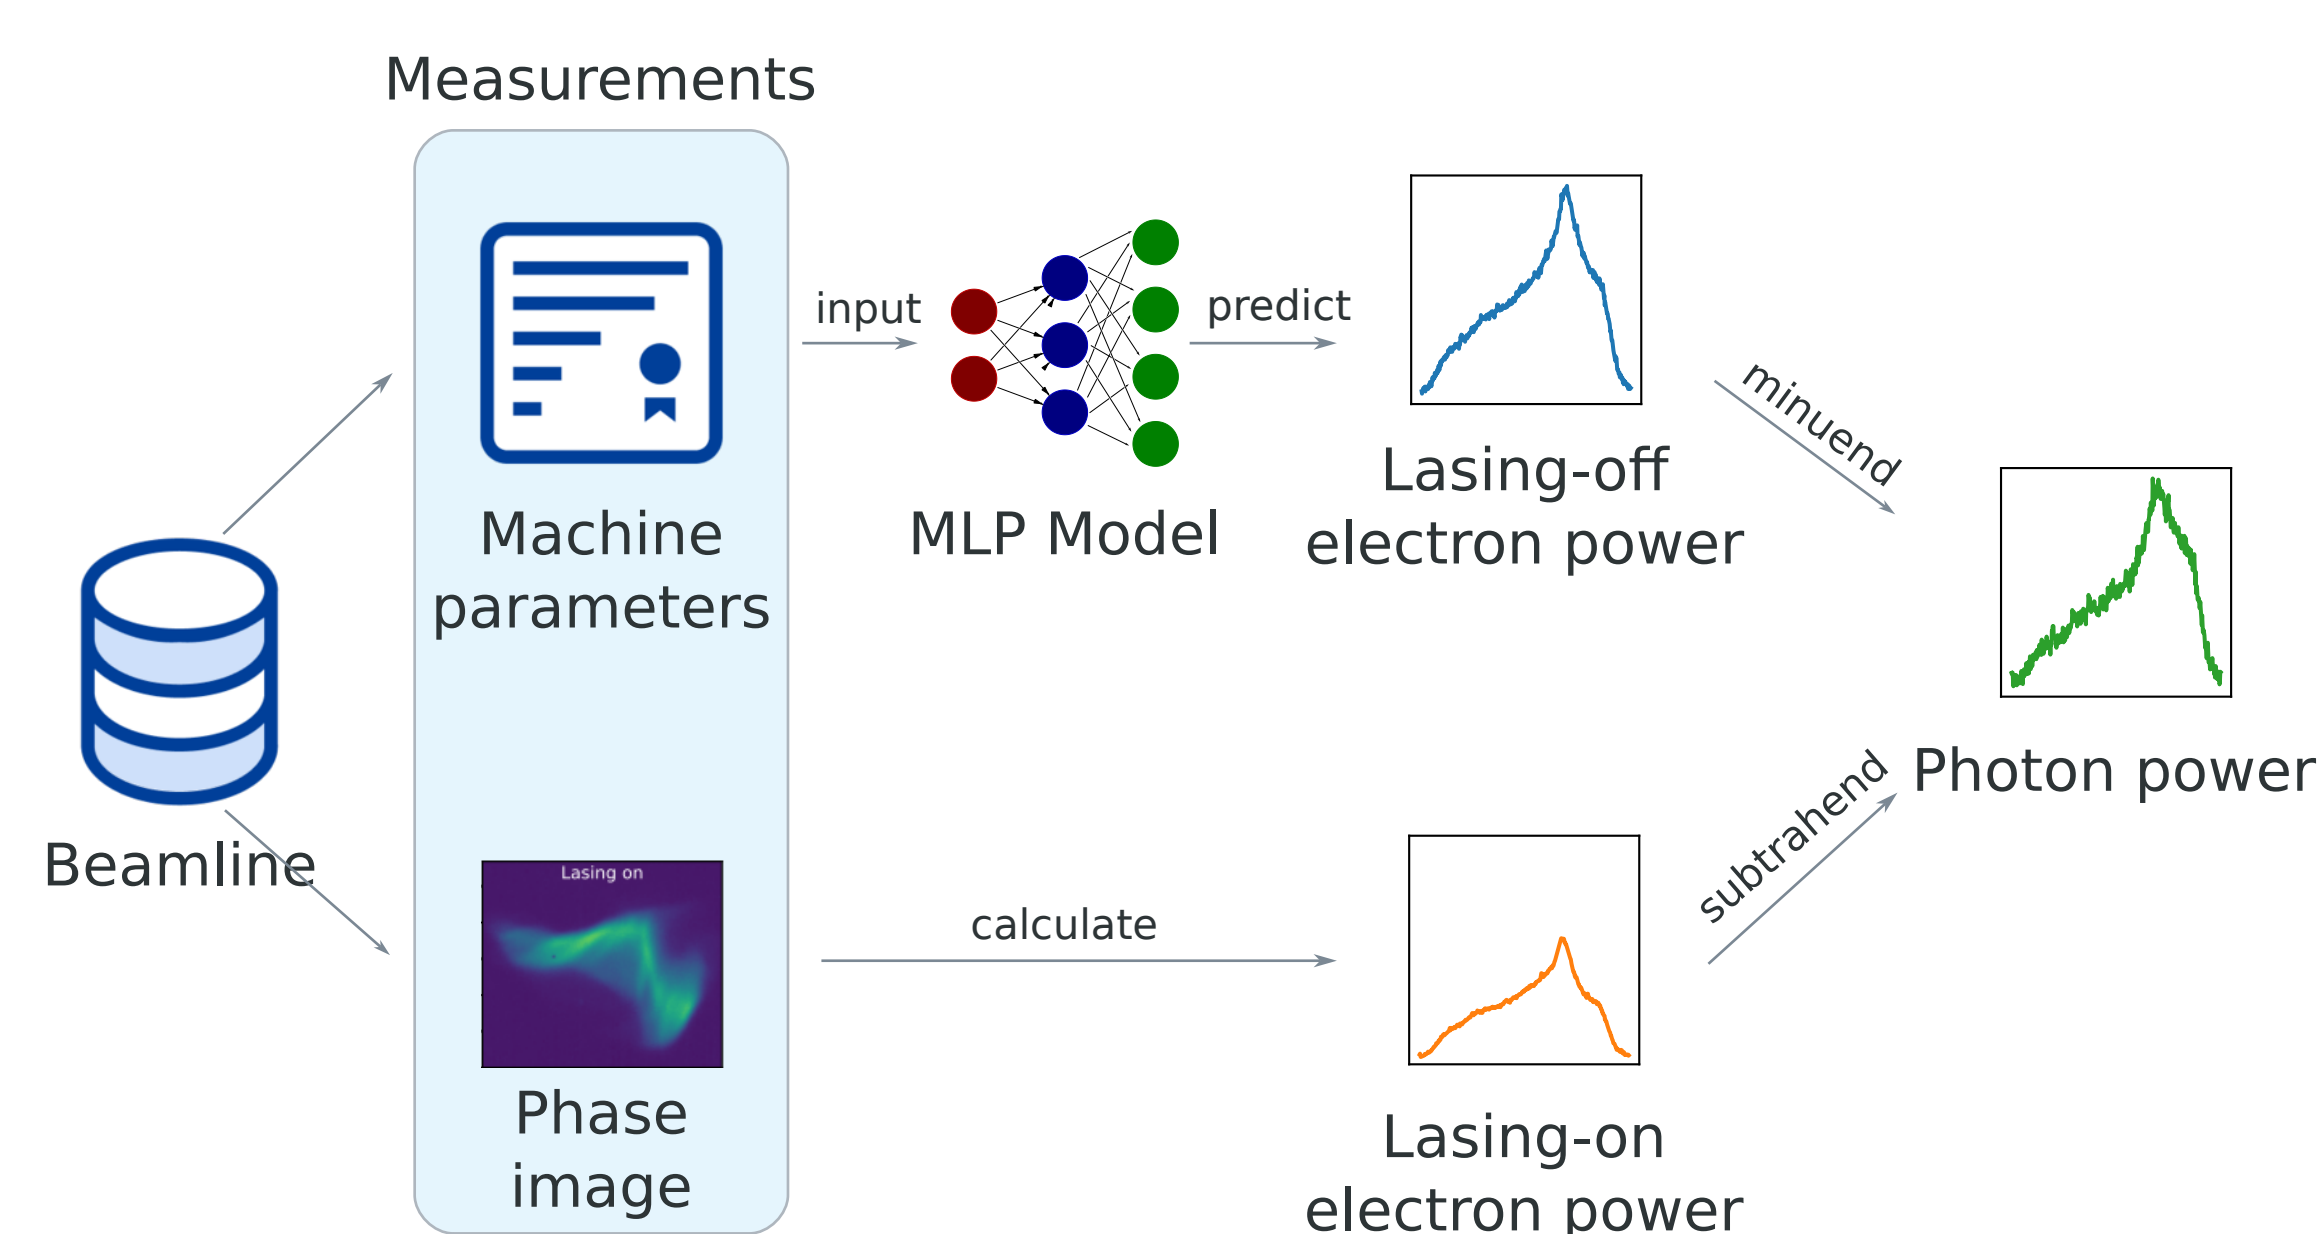 Measurements
input
predict
minuend
Machine
parameters
MLP Model
Lasing-off
electron power
Beamline
Photon power
Lasing on
calculate
subtrahend
Phase
image
Lasing-on
electron power